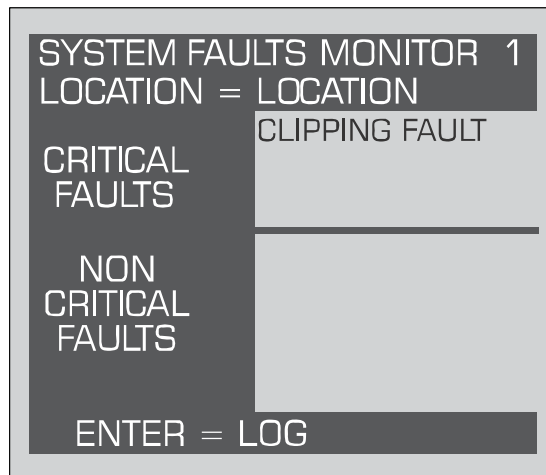 SYSTEM FAULTS MONITOR 1
LOCATION = LOCATION
CLIPPING FAULT
CRITICAL
FAULTS
NON
CRITICAL
FAULTS
ENTER = LOG